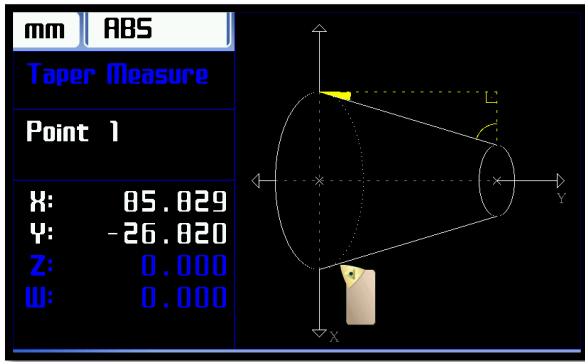 mm ABS
Taper Measure
Point 1
X: 85.829
Y: -26.820
Z: 0.000
W: 0.000
Y
X